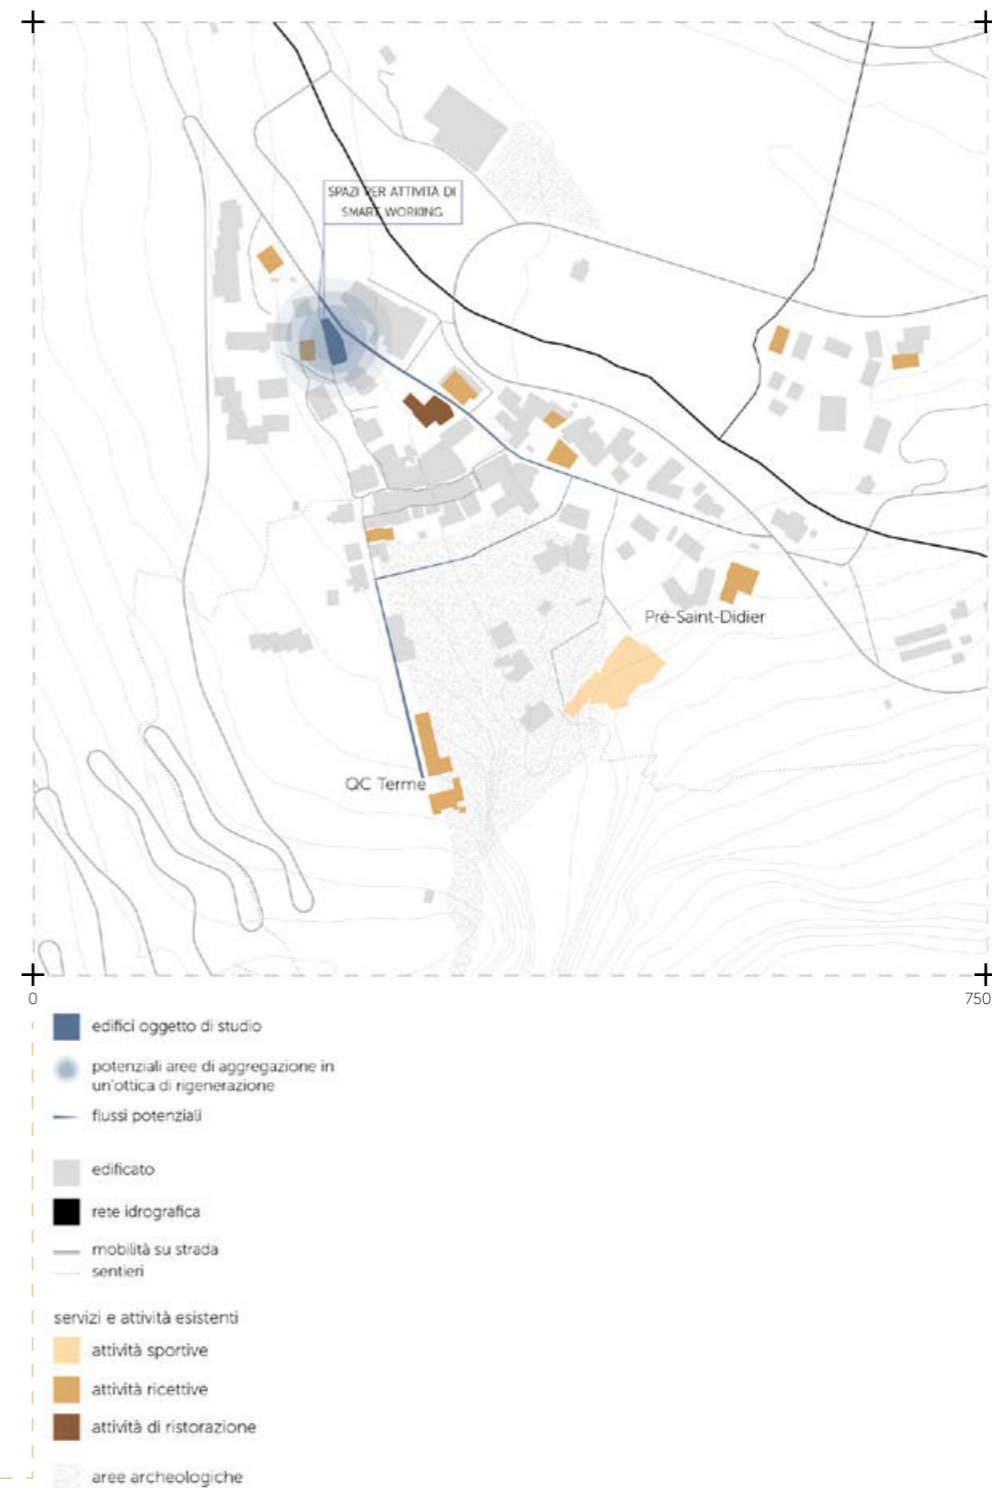 SPAZI PER ATTIVITÀ DI
SMART WORKING
Pré-Saint-Didier
QC Terme
0
750
edifici oggetto di studio
potenziali aree di aggregazione in
un'ottica di rigenerazione
flussi potenziali
edificato
rete idrografica
mobilità su strada
sentieri
servizi e attività esistenti
attività sportive
attività ricettive
attività di ristorazione
aree archeologiche